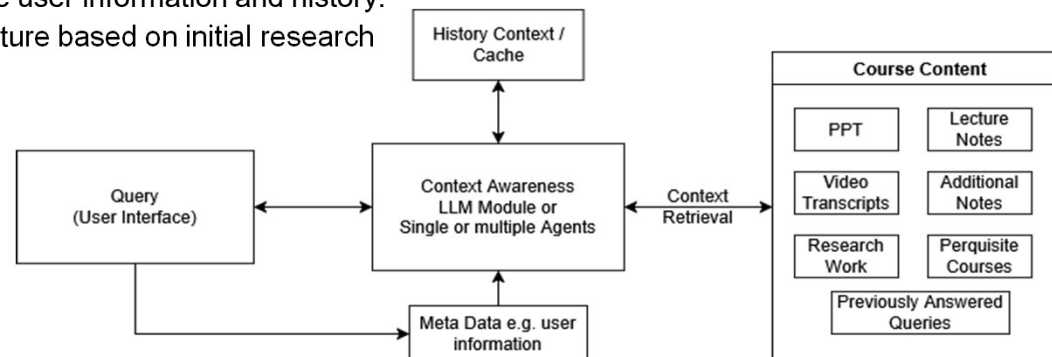 user information and history.
ture based on initial research
History Context /
Cache
Course Content
PPT
Lecture
Notes
Query
(User Interface)
Context Awareness
LLM Module or
Single or multiple Agents
Context
Retrieval
Video
Transcripts
Additional
Notes
Research
Work
Perquisite
Courses
Previously Answered
Queries
Meta Data e.g. user
information